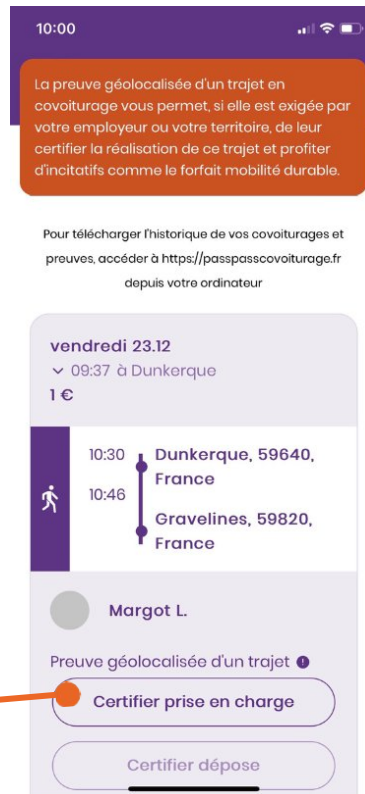 10:00
La preuve géolocalisée d'un trajet en
covoiturage vous permet, si elle est exigée par
votre employeur ou votre territoire, de leur
certifier la réalisation de ce trajet et profiter
d'incitatifs comme le forfait mobilité durable.
Pour télécharger l'historique de vos covoiturages et
preuves, accéder à https://passpasscovoiturage.fr
depuis votre ordinateur
vendredi 23.12
09:37 à Dunkerque
1 €
10:30 Dunkerque, 59640,
10:46 France
Gravelines, 59820,
France
Margot L.
Preuve géolocalisée d'un trajet
Certifier prise en charge
Certifier dépose